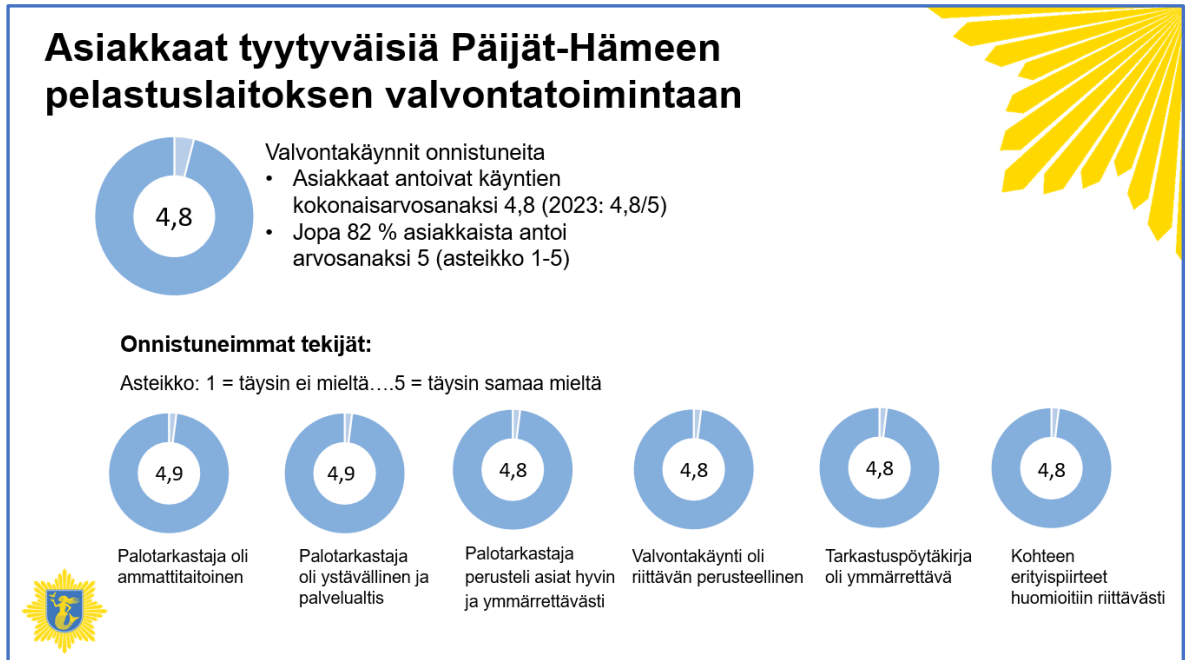 Asiakkaat tyytyväisiä Päijät-Hämeen
pelastuslaitoksen valvontatoimintaan
4,8
Valvontakäynnit onnistuneita
• Asiakkaat antoivat käyntien
kokonaisarvosanaksi 4,8 (2023: 4,8/5)
• Jopa 82 % asiakkaista antoi
arvosanaksi 5 (asteikko 1-5)
Onnistuneimmat tekijät:
Asteikko: 1 = täysin ei mieltä….5 = täysin samaa mieltä
4,9
Palotarkastaja oli
ammattitaitoinen
4,9
Palotarkastaja
oli ystävällinen ja
palvelualtis
4,8
Palotarkastaja
perusteli asiat hyvin
ja ymmärrettävästi
4,8
Valvontakäynti oli
riittävän perusteellinen
4,8
Tarkastuspöytäkirja
oli ymmärrettävä
4,8
Kohteen
erityispiirteet
huomioitiin riittävästi